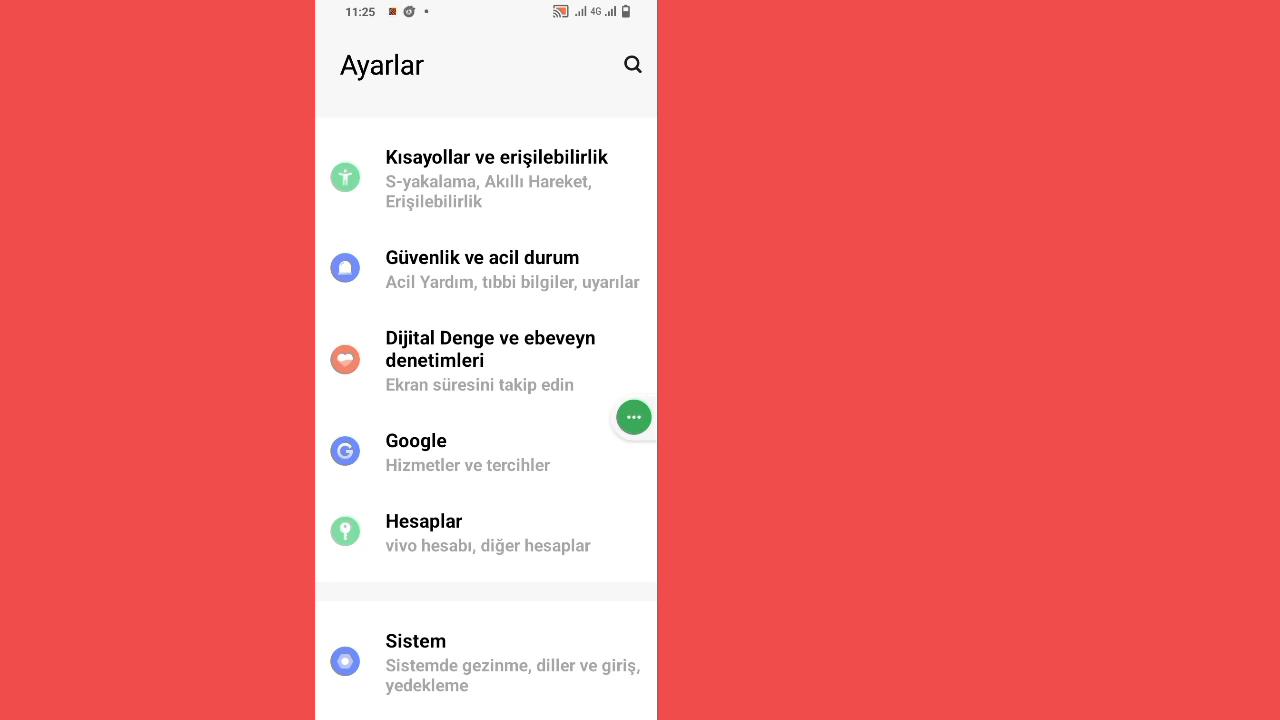 11:25
4G
Ayarlar
Kısayollar ve erişilebilirlik
S-yakalama, Akıllı Hareket,
Erişilebilirlik
Güvenlik ve acil durum
Acil Yardım, tıbbi bilgiler, uyarılar
Dijital Denge ve ebeveyn
denetimleri
Ekran süresini takip edin
Google
Hizmetler ve tercihler
Hesaplar
vivo hesabı, diğer hesaplar
Sistem
Sistemde gezinme, diller ve giriş,
yedekleme